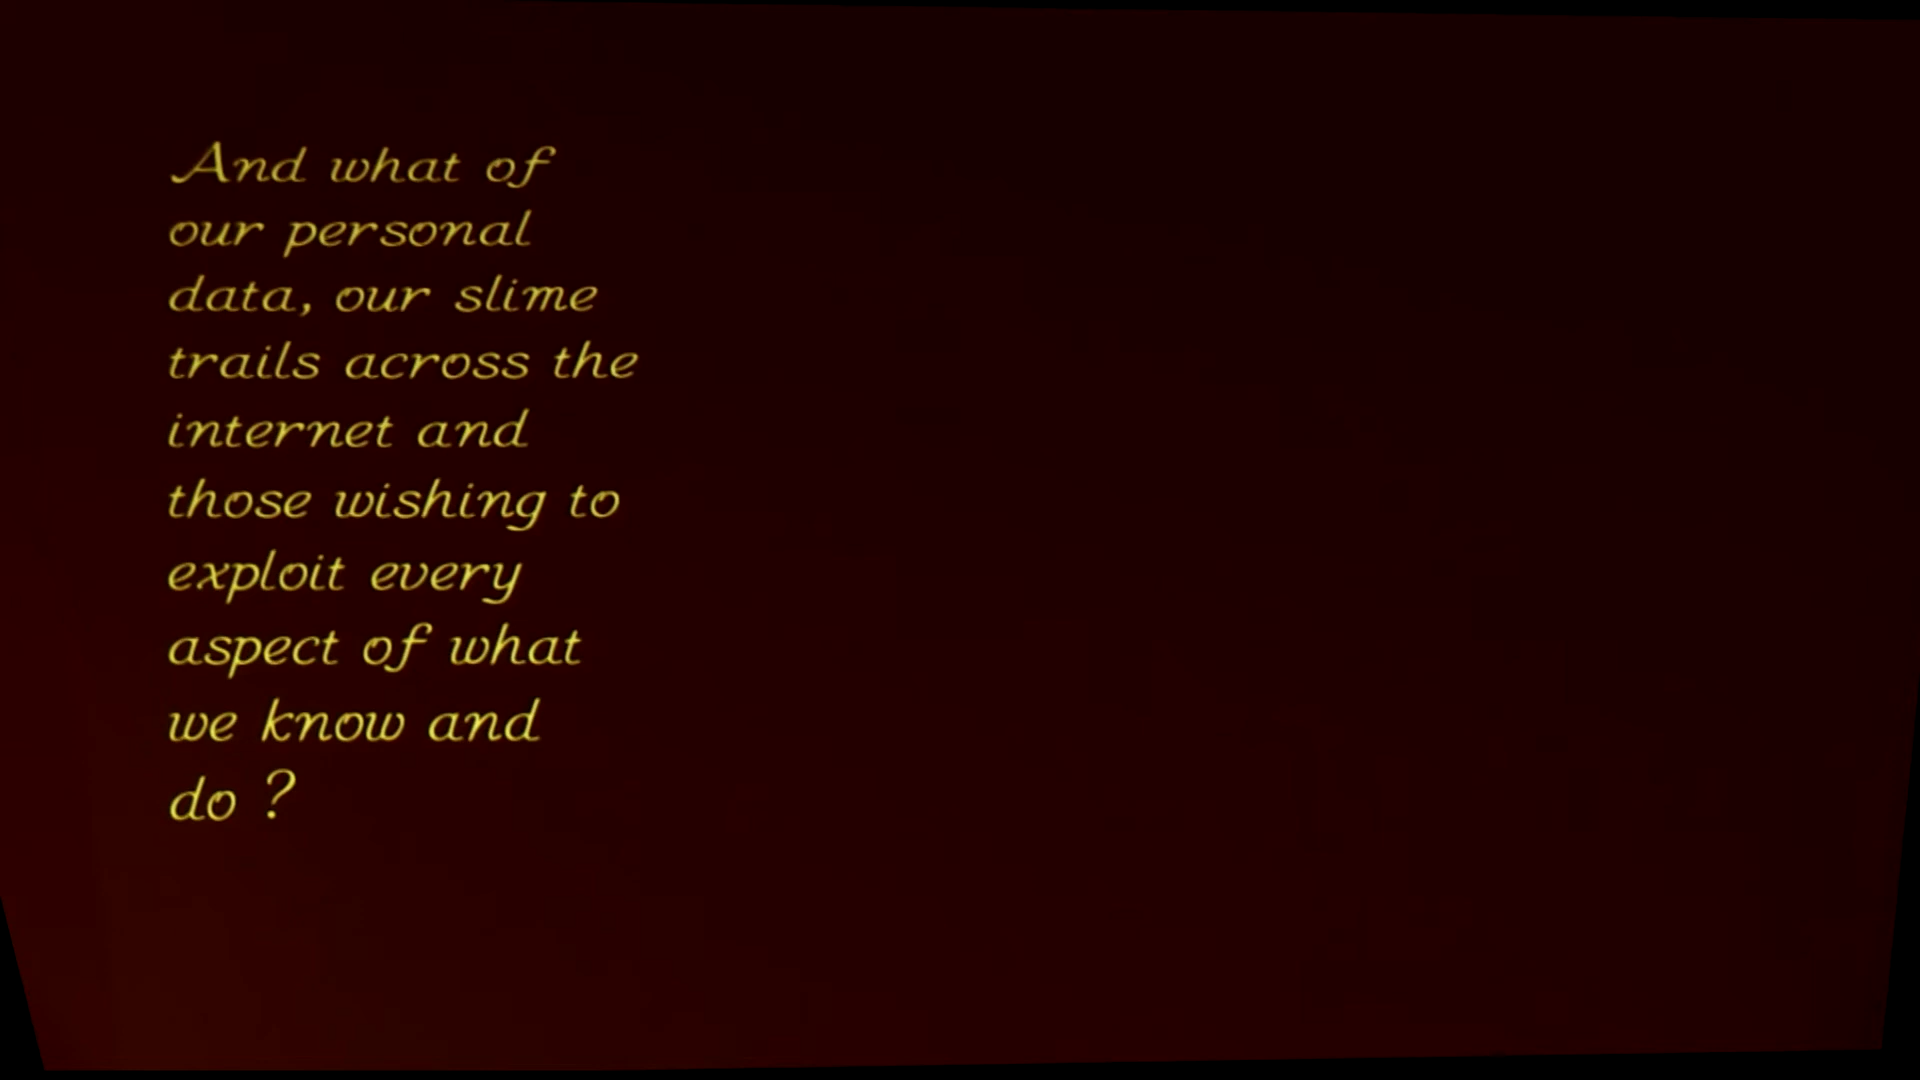 And what of
our personal
data, our slime
trails across the
internet and
those wishing to
exploit every
aspect of what
we know and
do ?